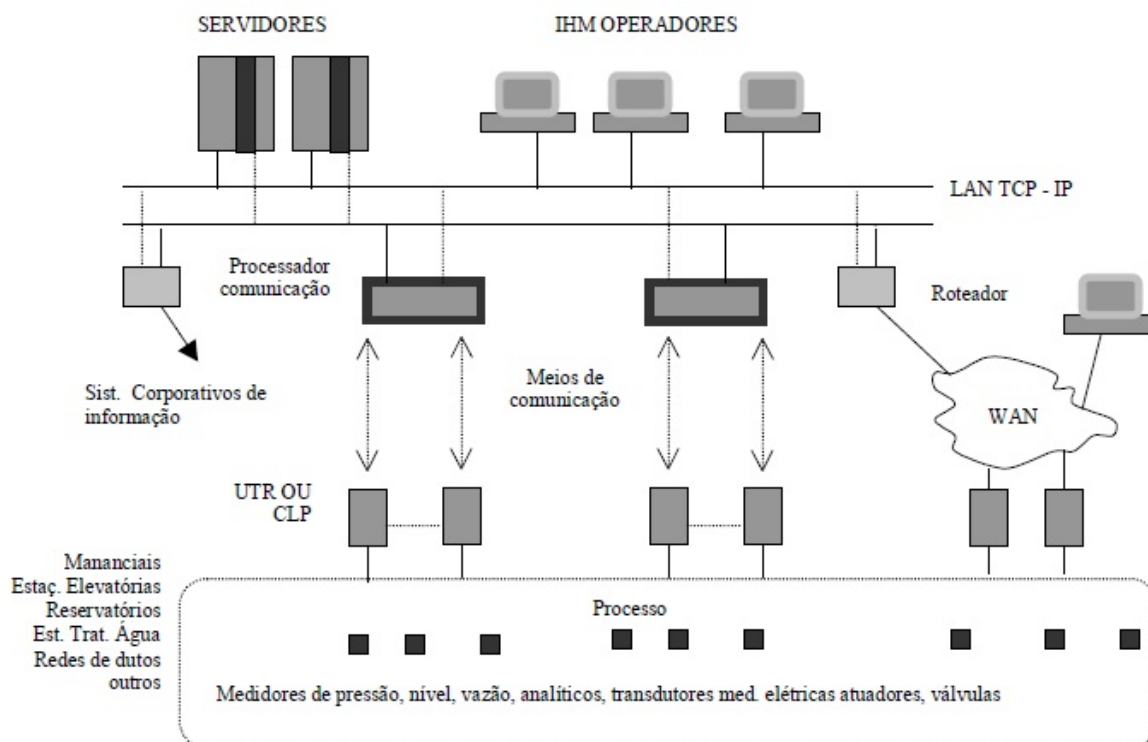 SERVIDORES
IHM OPERADORES
LAN TCP - IP
Processador
comunicação
Roteador
Sist. Corporativos de
informação
Meios de
comunicação
WAN
UTR OU
CLP
Mananciais
Estaç. Elevatórias
Reservatórios
Est. Trat. Água
Redes de dutos
outros
Processo
Medidores de pressão, nível, vazão, analíticos, transdutores med. elétricas atuadores, válvulas